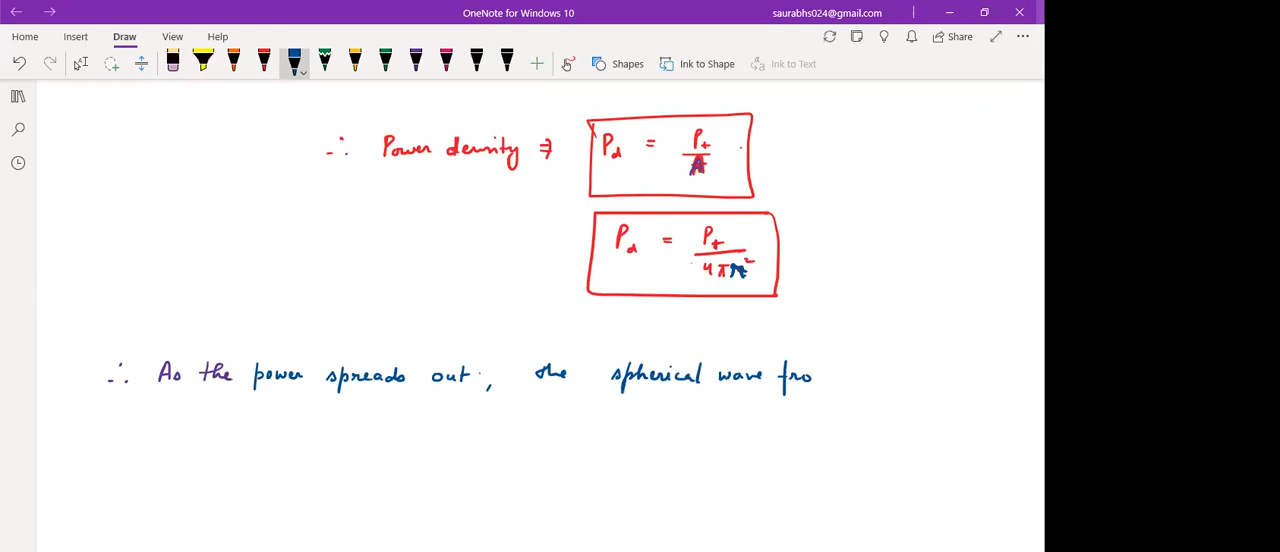 OneNote for Windows 10
saurabhs024@gmail.com
Home Insert Draw View Help
Share
Shapes Ink to Shape Ink to Text
∴ Power density ⇒ Pd = Pt / A
Pd = Pt / 4πr²
∴ As the power spreads out, the spherical wave fro